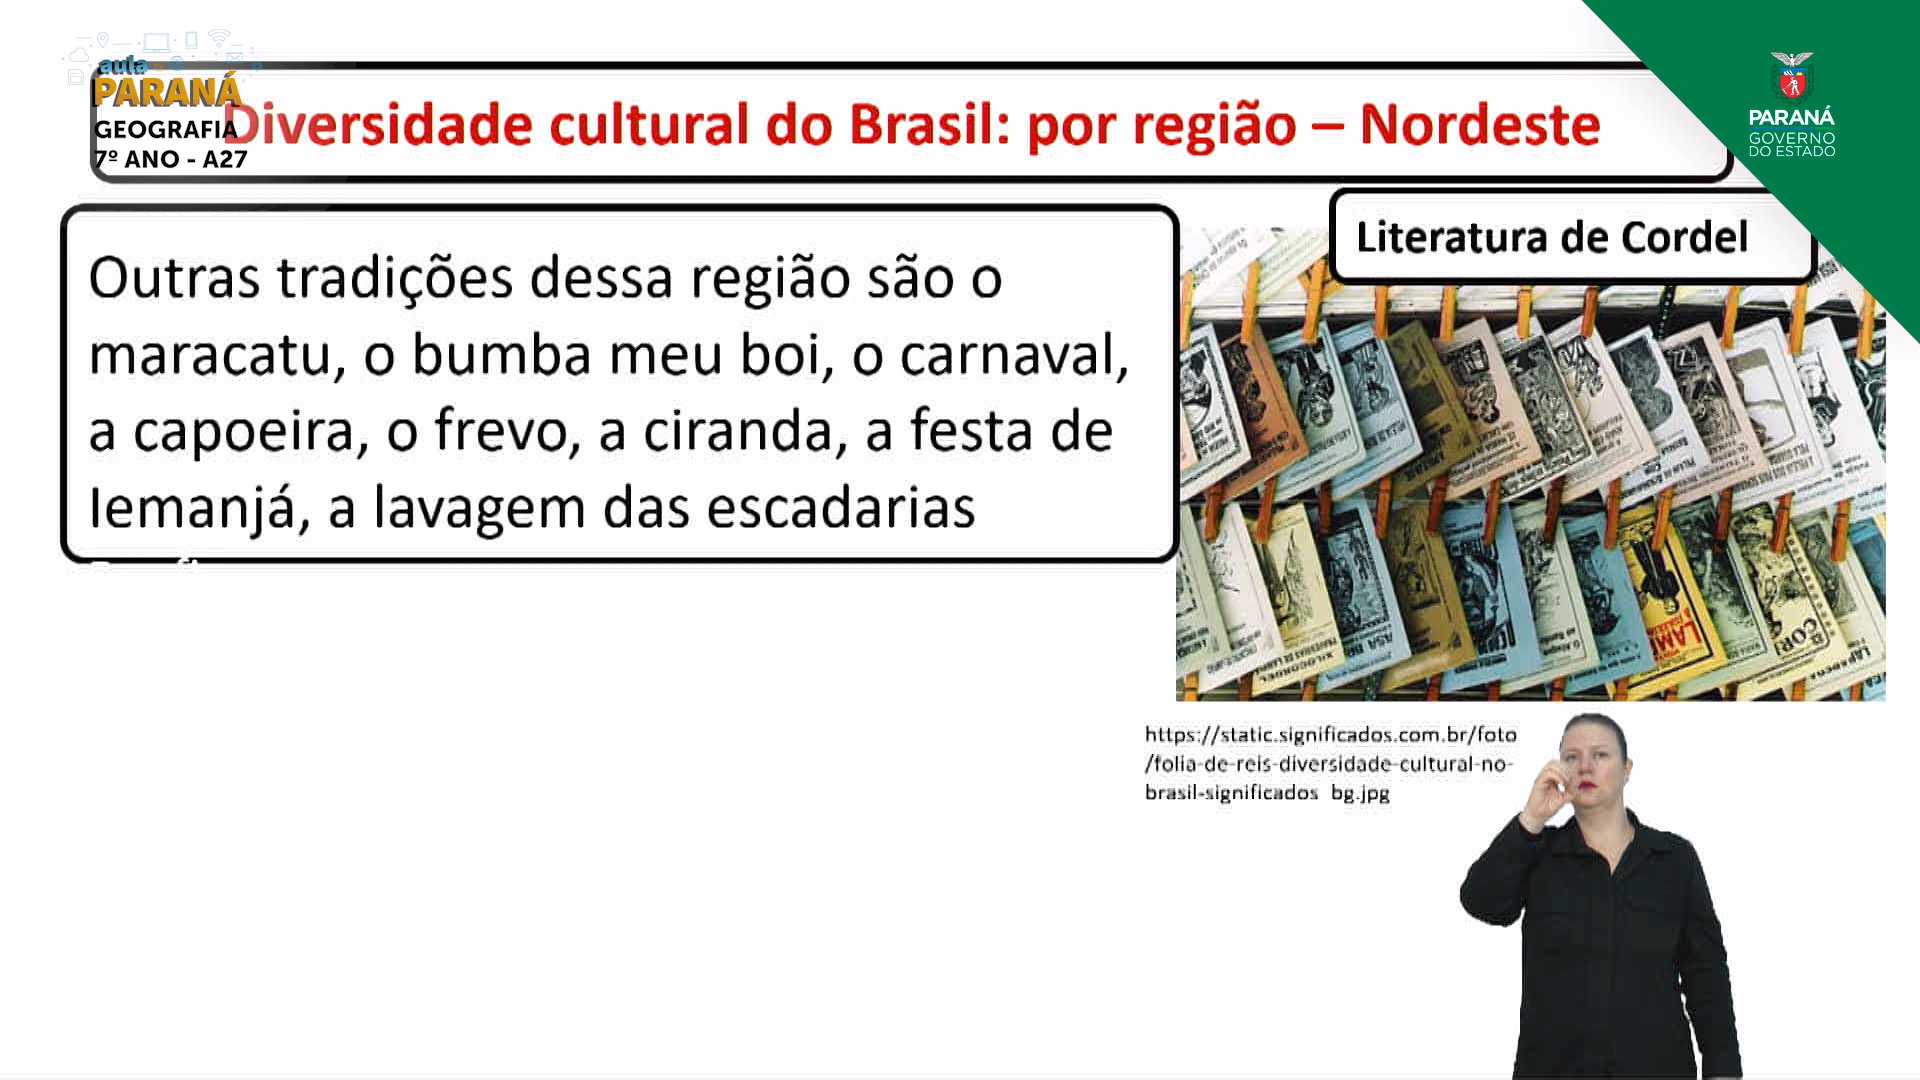 aula
PARANÁ
GEOGRAFIA
7º ANO - A27
Diversidade cultural do Brasil: por região – Nordeste
PARANÁ
GOVERNO
DO ESTADO
Literatura de Cordel
Outras tradições dessa região são o
maracatu, o bumba meu boi, o carnaval,
a capoeira, o frevo, a ciranda, a festa de
Iemanjá, a lavagem das escadarias
https://static.significados.com.br/foto
/folia-de-reis-diversidade-cultural-no-
brasil-significados_bg.jpg